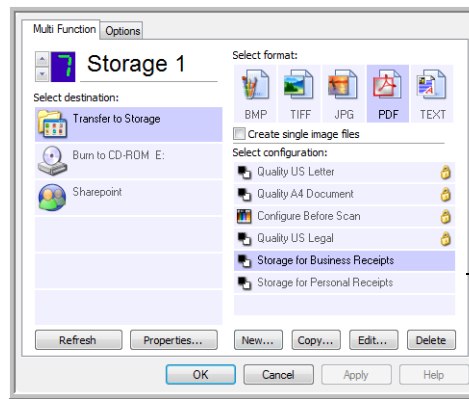 Multi Function Options
7 Storage 1
Select destination:
Transfer to Storage
Burn to CD-ROM E:
Sharepoint
Refresh Properties...
Select format:
BMP TIFF JPG PDF TEXT
Create single image files
Select configuration:
Quality US Letter
Quality A4 Document
Configure Before Scan
Quality US Legal
Storage for Business Receipts
Storage for Personal Receipts
New... Copy... Edit... Delete
OK Cancel Apply Help